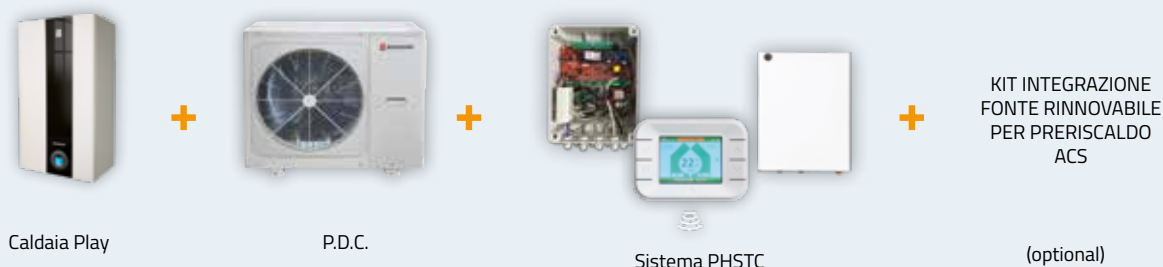 KIT INTEGRAZIONE
FONTE RINNOVABILE
PER PRERISCALDO
ACS
Caldaia Play
P.D.C.
Sistema PHSTC
(optional)